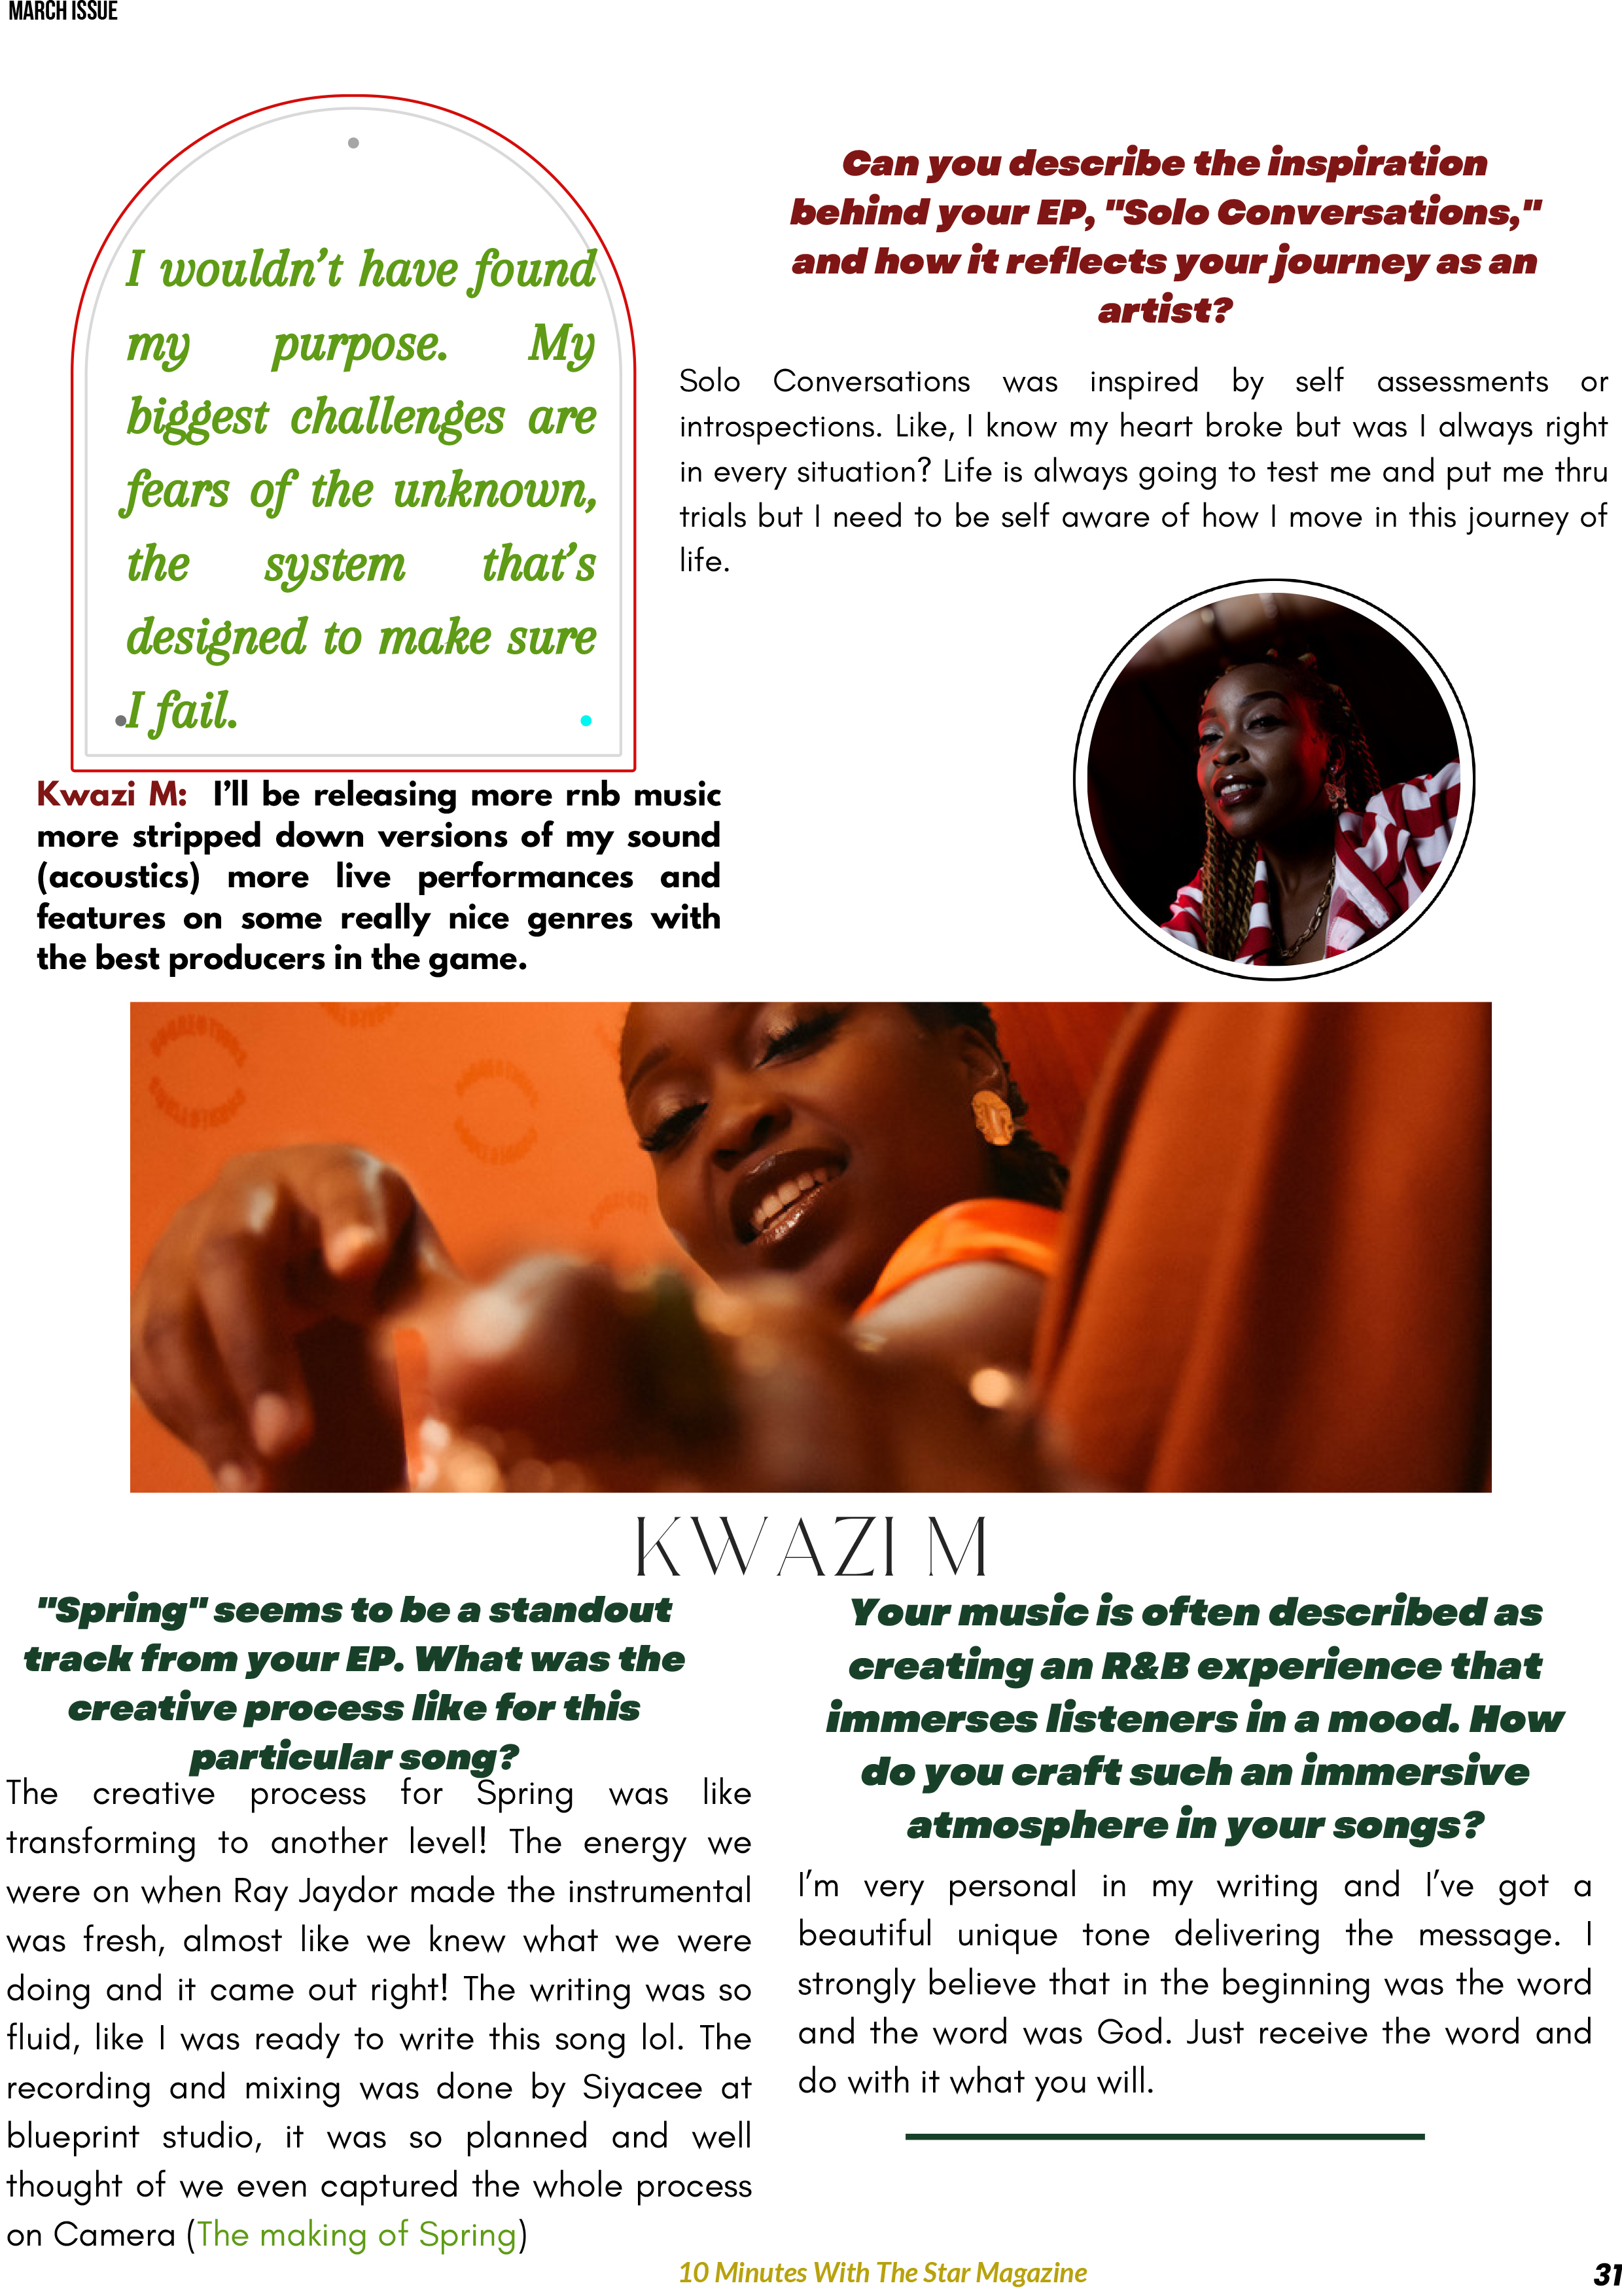 MARCH ISSUE
I wouldn’t have found
my purpose. My
biggest challenges are
fears of the unknown,
the system that’s
designed to make sure
I fail.
Kwazi M: I’ll be releasing more rnb music
more stripped down versions of my sound
(acoustics) more live performances and
features on some really nice genres with
the best producers in the game.
Can you describe the inspiration
behind your EP, "Solo Conversations,"
and how it reflects your journey as an
artist?
Solo Conversations was inspired by self assessments or
introspections. Like, I know my heart broke but was I always right
in every situation? Life is always going to test me and put me thru
trials but I need to be self aware of how I move in this journey of
life.
KWAZI M
"Spring" seems to be a standout
track from your EP. What was the
creative process like for this
particular song?
The creative process for Spring was like
transforming to another level! The energy we
were on when Ray Jaydor made the instrumental
was fresh, almost like we knew what we were
doing and it came out right! The writing was so
fluid, like I was ready to write this song lol. The
recording and mixing was done by Siyacee at
blueprint studio, it was so planned and well
thought of we even captured the whole process
on Camera (The making of Spring)
Your music is often described as
creating an R&B experience that
immerses listeners in a mood. How
do you craft such an immersive
atmosphere in your songs?
I’m very personal in my writing and I’ve got a
beautiful unique tone delivering the message. I
strongly believe that in the beginning was the word
and the word was God. Just receive the word and
do with it what you will.
10 Minutes With The Star Magazine
31